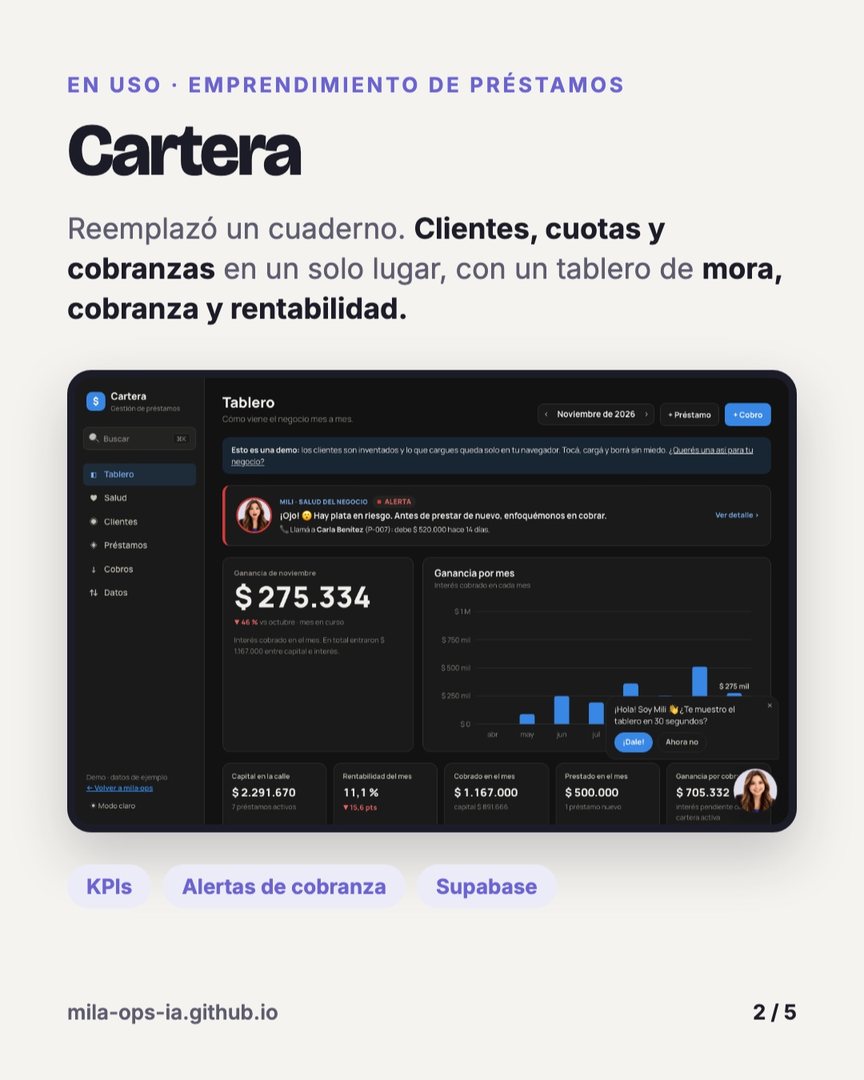 EN USO · EMPRENDIMIENTO DE PRÉSTAMOS
Cartera
Reemplazó un cuaderno. Clientes, cuotas y
cobranzas en un solo lugar, con un tablero de mora,
cobranza y rentabilidad.
$
Cartera
Gestión de préstamos
Buscar
⌘K
Tablero
Salud
Clientes
Préstamos
Cobros
Datos
Demo · datos de ejemplo
← Volver a mila-ops
Modo claro
Tablero
Cómo viene el negocio mes a mes.
‹ Noviembre de 2026 ›
+ Préstamo
+ Cobro
Esto es una demo: los clientes son inventados y lo que cargues queda solo en tu navegador. Tocá, cargá y borrá sin miedo. ¿Querés una así para tu
negocio?
MILI · SALUD DEL NEGOCIO
ALERTA
¡Ojo! 😯 Hay plata en riesgo. Antes de prestar de nuevo, enfoquémonos en cobrar.
📞 Llamá a Carla Benítez (P-007): debe $ 520.000 hace 14 días.
Ver detalle ›
Ganancia de noviembre
$ 275.334
▼ 46 % vs octubre · mes en curso
Interés cobrado en el mes. En total entraron $
1.167.000 entre capital e interés.
Ganancia por mes
Interés cobrado en cada mes
$ 1 M
$ 750 mil
$ 500 mil
$ 250 mil
$ 0
abr
may
jun
jul
$ 275 mil
¡Hola! Soy Mili 👋 ¿Te muestro el
tablero en 30 segundos?
×
¡Dale!
Ahora no
Capital en la calle
$ 2.291.670
7 préstamos activos
Rentabilidad del mes
11,1 %
▼ 15,6 pts
Cobrado en el mes
$ 1.167.000
capital $ 891.666
Prestado en el mes
$ 500.000
1 préstamo nuevo
Ganancia por cobr
$ 705.332
interés pendiente
cartera activa
KPIs
Alertas de cobranza
Supabase
mila-ops-ia.github.io
2 / 5